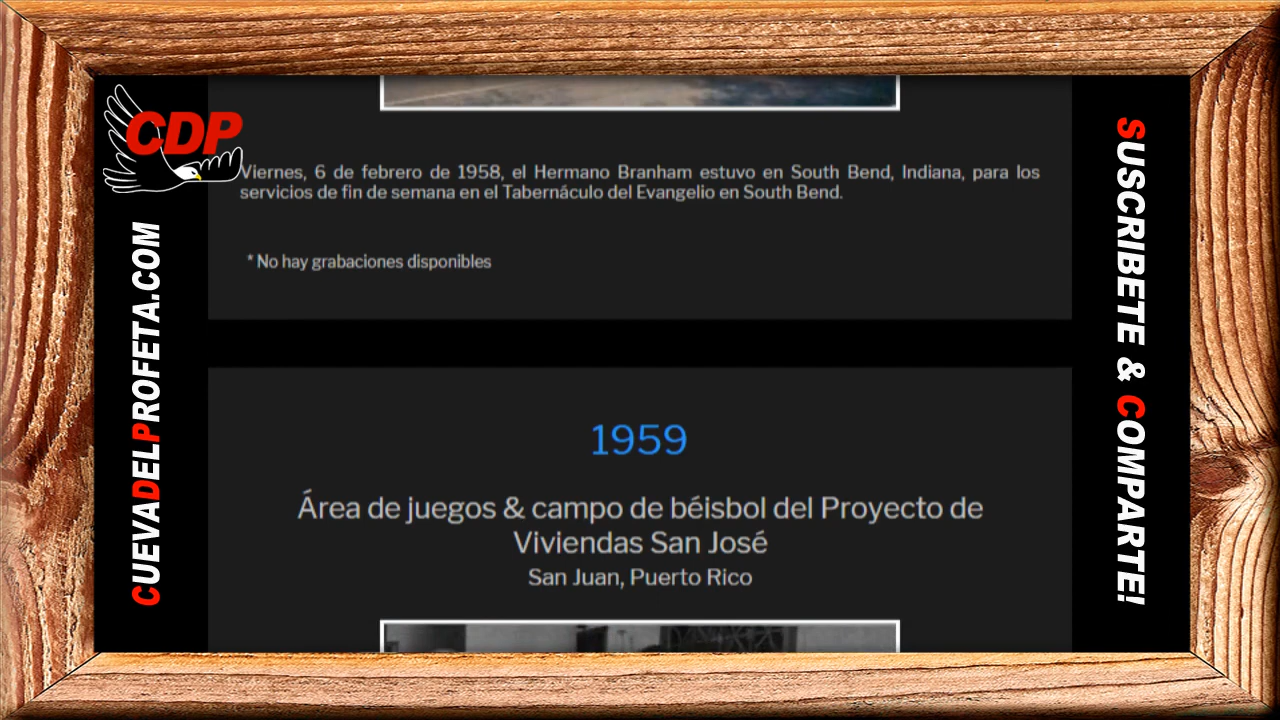 CDP
CUEVADELPROFETA.COM
Viernes, 6 de febrero de 1958, el Hermano Branham estuvo en South Bend, Indiana, para los
servicios de fin de semana en el Tabernáculo del Evangelio en South Bend.
* No hay grabaciones disponibles
1959
Área de juegos & campo de béisbol del Proyecto de
Viviendas San José
San Juan, Puerto Rico
SUSCRIBETE & COMPARTE!